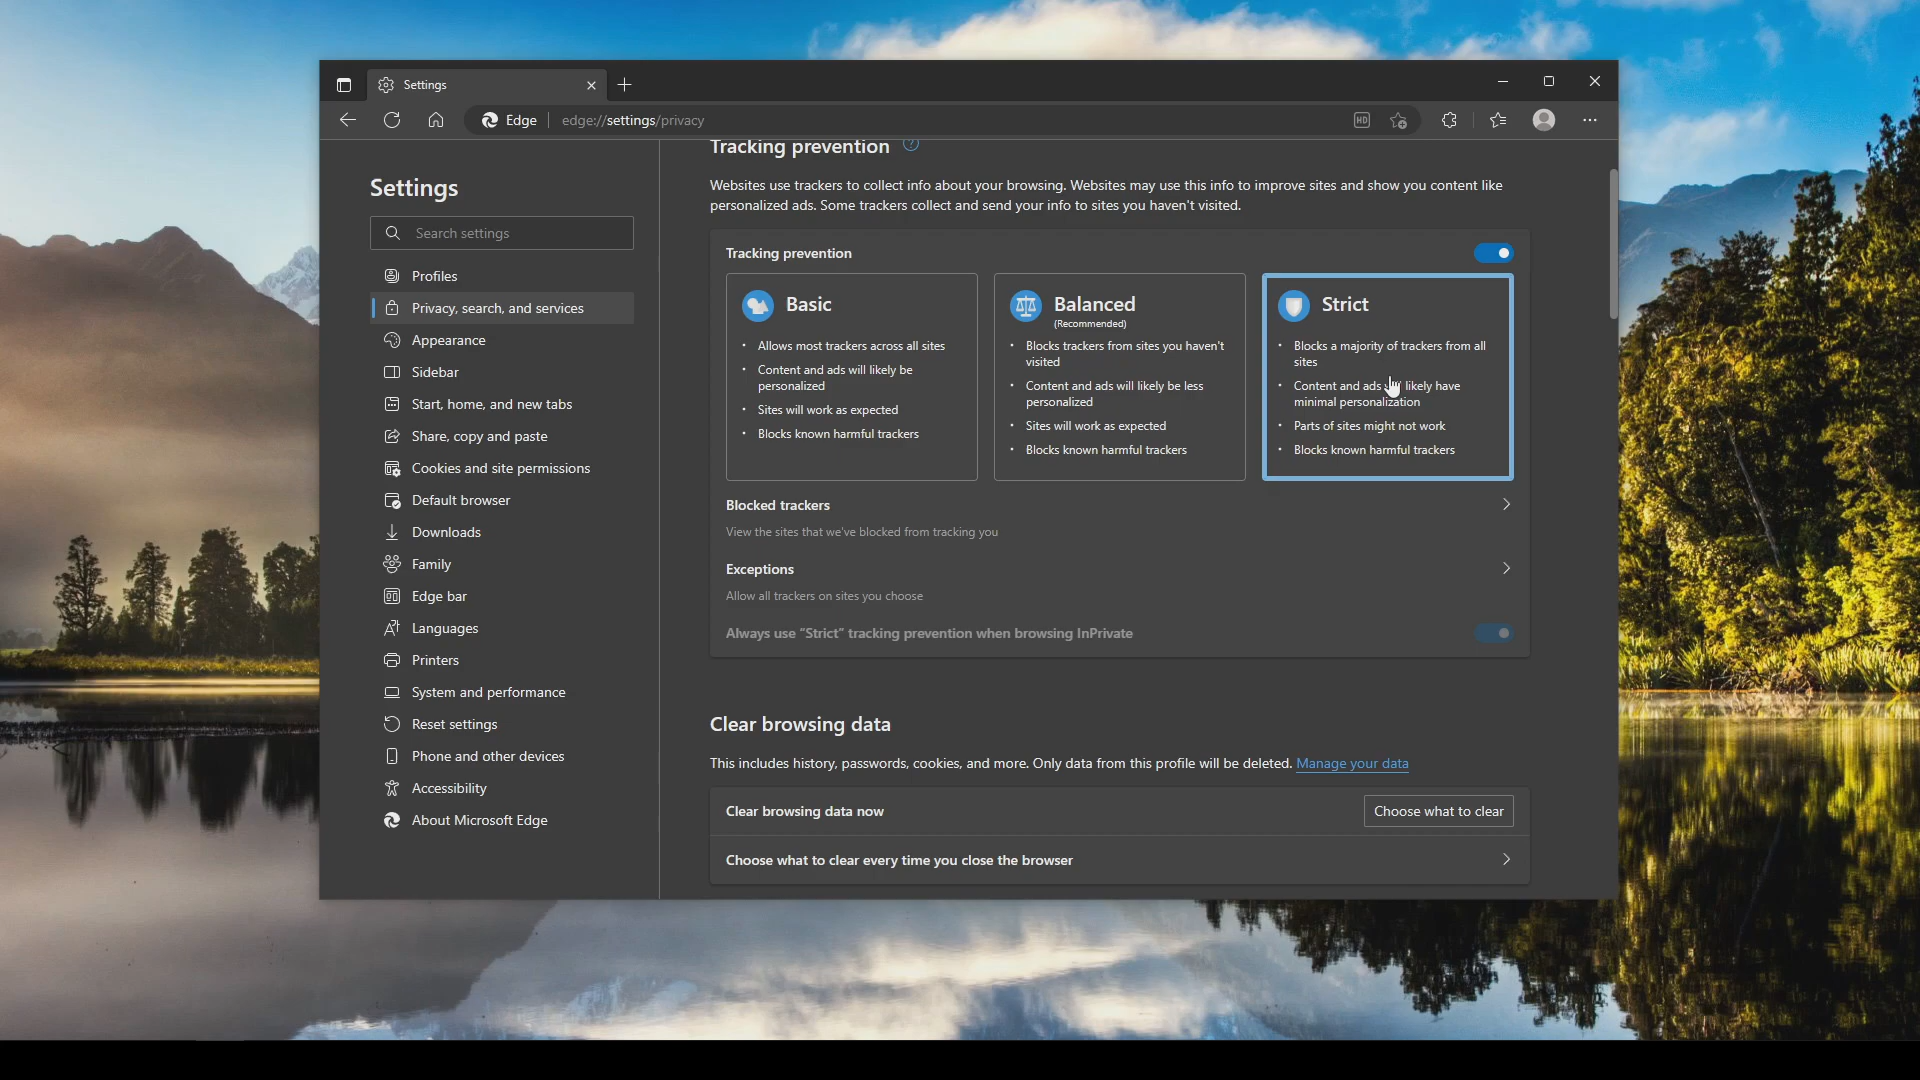 Settings
Edge
edge://settings/privacy
HD
Settings
Search settings
Profiles
Privacy, search, and services
Appearance
Sidebar
Start, home, and new tabs
Share, copy and paste
Cookies and site permissions
Default browser
Downloads
Family
Edge bar
Languages
Printers
System and performance
Reset settings
Phone and other devices
Accessibility
About Microsoft Edge
Tracking prevention
Websites use trackers to collect info about your browsing. Websites may use this info to improve sites and show you content like
personalized ads. Some trackers collect and send your info to sites you haven't visited.
Tracking prevention
Basic
• Allows most trackers across all sites
• Content and ads will likely be
personalized
• Sites will work as expected
• Blocks known harmful trackers
Balanced
(Recommended)
• Blocks trackers from sites you haven't
visited
• Content and ads will likely be less
personalized
• Sites will work as expected
• Blocks known harmful trackers
Strict
• Blocks a majority of trackers from all
sites
• Content and ads likely have
minimal personalization
• Parts of sites might not work
• Blocks known harmful trackers
Blocked trackers
View the sites that we've blocked from tracking you
Exceptions
Allow all trackers on sites you choose
Always use "Strict" tracking prevention when browsing InPrivate
Clear browsing data
This includes history, passwords, cookies, and more. Only data from this profile will be deleted. Manage your data
Clear browsing data now
Choose what to clear
Choose what to clear every time you close the browser